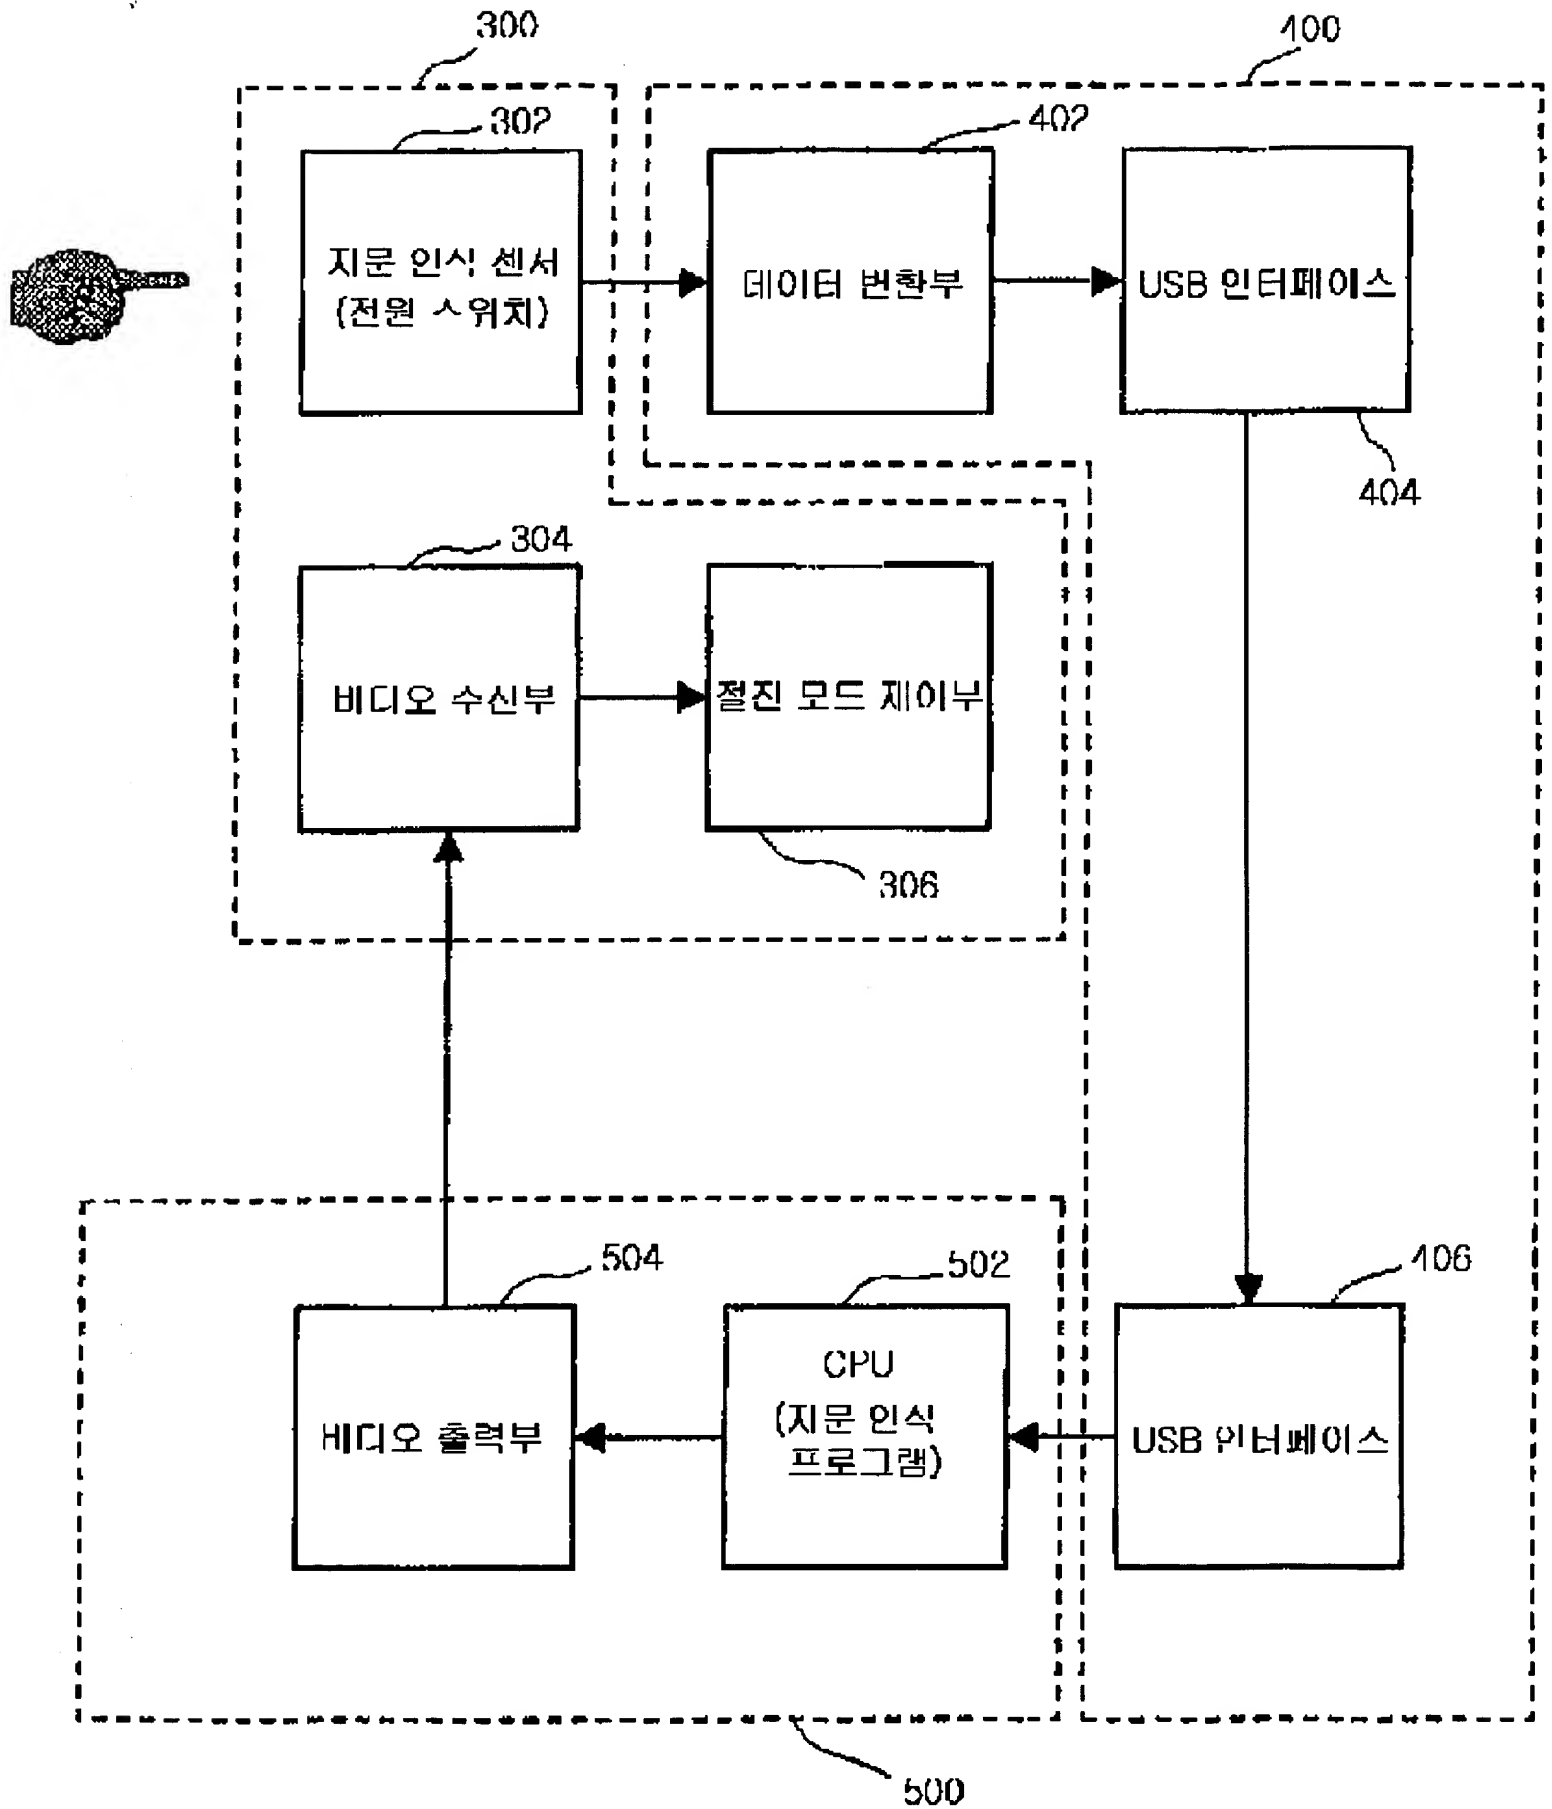 300
400
302
402
지문 인식 센서
(전원 스위치)
데이터 변환부
USB 인터페이스
404
304
비디오 수신부
절전 모드 제어부
306
504
502
406
비디오 출력부
CPU
(지문 인식
프로그램)
USB 인터페이스
500